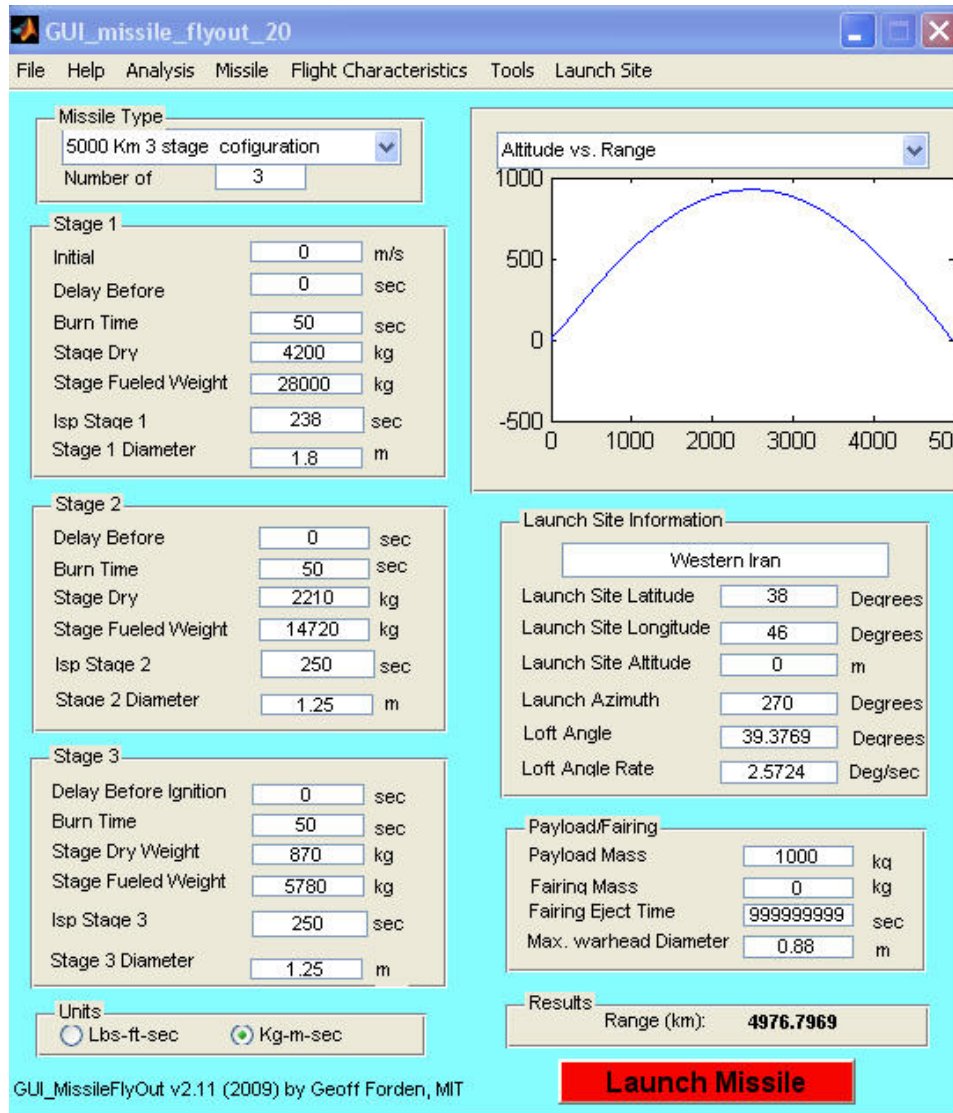 GUI_missile_flyout_20
File Help Analysis Missile Flight Characteristics Tools Launch Site
Missile Type
5000 Km 3 stage cofiguration
Number of 3
Stage 1
Initial 0 m/s
Delay Before 0 sec
Burn Time 50 sec
Stage Dry 4200 kg
Stage Fueled Weight 28000 kg
Isp Stage 1 238 sec
Stage 1 Diameter 1.8 m
Stage 2
Delay Before 0 sec
Burn Time 50 sec
Stage Dry 2210 kg
Stage Fueled Weight 14720 kg
Isp Stage 2 250 sec
Stage 2 Diameter 1.25 m
Stage 3
Delay Before Ignition 0 sec
Burn Time 50 sec
Stage Dry Weight 870 kg
Stage Fueled Weight 5780 kg
Isp Stage 3 250 sec
Stage 3 Diameter 1.25 m
Units
Lbs-ft-sec Kg-m-sec
GUI_MissileFlyOut v2.11 (2009) by Geoff Forden, MIT
Altitude vs. Range
1000
500
0
-500
0 1000 2000 3000 4000 50
Launch Site Information
Western Iran
Launch Site Latitude 38 Degrees
Launch Site Longitude 46 Degrees
Launch Site Altitude 0 m
Launch Azimuth 270 Degrees
Loft Angle 39.3769 Degrees
Loft Angle Rate 2.5724 Deg/sec
Payload/Fairing
Payload Mass 1000 kg
Fairing Mass 0 kg
Fairing Eject Time 999999999 sec
Max. warhead Diameter 0.88 m
Results
Range (km): 4976.7969
Launch Missile